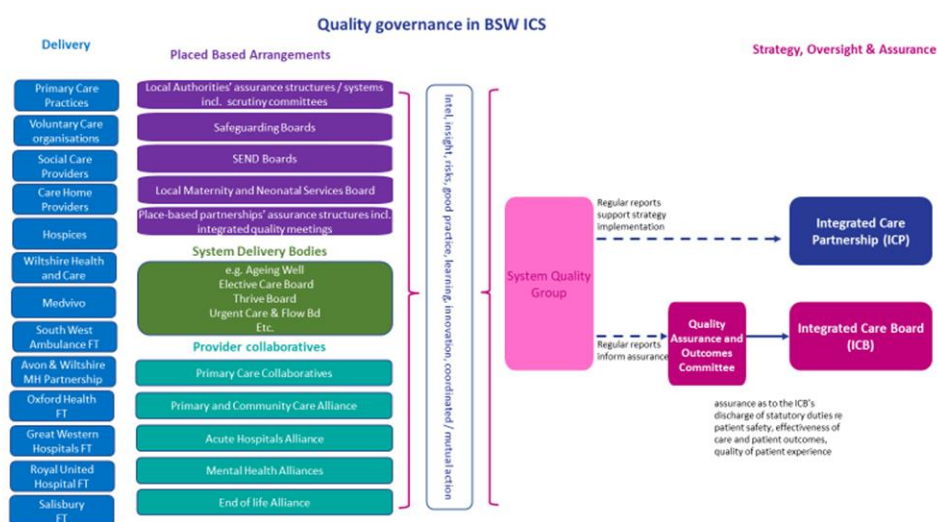 Quality governance in BSW ICS
Delivery
Primary Care
Practices
Voluntary Care
organisations
Social Care
Providers
Care Home
Providers
Hospices
Wiltshire Health
and Care
Medvivo
South West
Ambulance FT
Avon & Wiltshire
MH Partnership
Oxford Health
FT
Great Western
Hospitals FT
Royal United
Hospital FT
Salisbury
FT
Placed Based Arrangements
Local Authorities' assurance structures / systems
incl. scrutiny committees
Safeguarding Boards
SEND Boards
Local Maternity and Neonatal Services Board
Place-based partnerships' assurance structures incl.
integrated quality meetings
System Delivery Bodies
e.g. Ageing Well
Elective Care Board
Thrive Board
Urgent Care & Flow Bd
Etc.
Provider collaboratives
Primary Care Collaboratives
Primary and Community Care Alliance
Acute Hospitals Alliance
Mental Health Alliances
End of life Alliance
Intel, insight, risks, good practice, learning, innovation, coordinated / mutual action
System Quality
Group
Strategy, Oversight & Assurance
Regular reports
support strategy
implementation
Integrated Care
Partnership (ICP)
Regular reports
inform assurance
Quality
Assurance and
Outcomes
Committee
Integrated Care Board
(ICB)
assurance as to the ICB's
discharge of statutory duties re
patient safety, effectiveness of
care and patient outcomes,
quality of patient experience